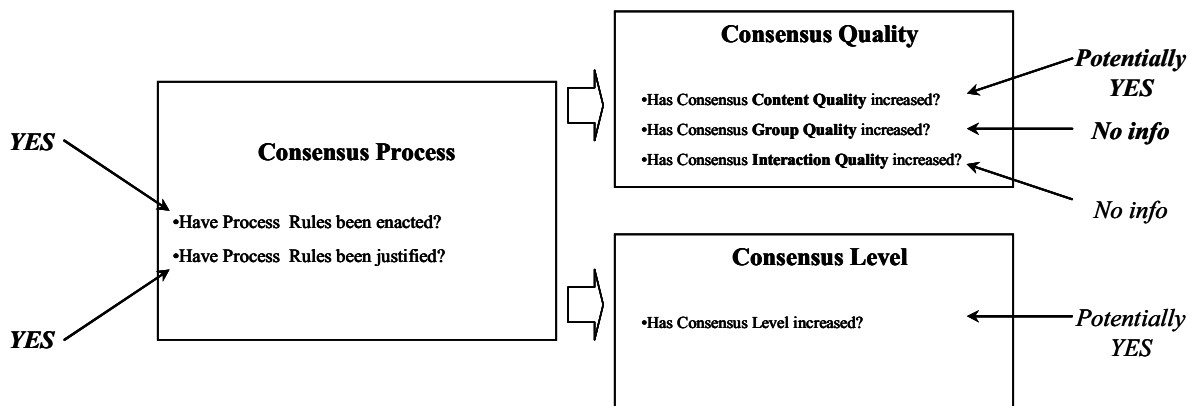 YES
Consensus Process
•Have Process Rules been enacted?
•Have Process Rules been justified?
YES
Consensus Quality
•Has Consensus Content Quality increased?
•Has Consensus Group Quality increased?
•Has Consensus Interaction Quality increased?
Potentially
YES
No info
No info
Consensus Level
•Has Consensus Level increased?
Potentially
YES